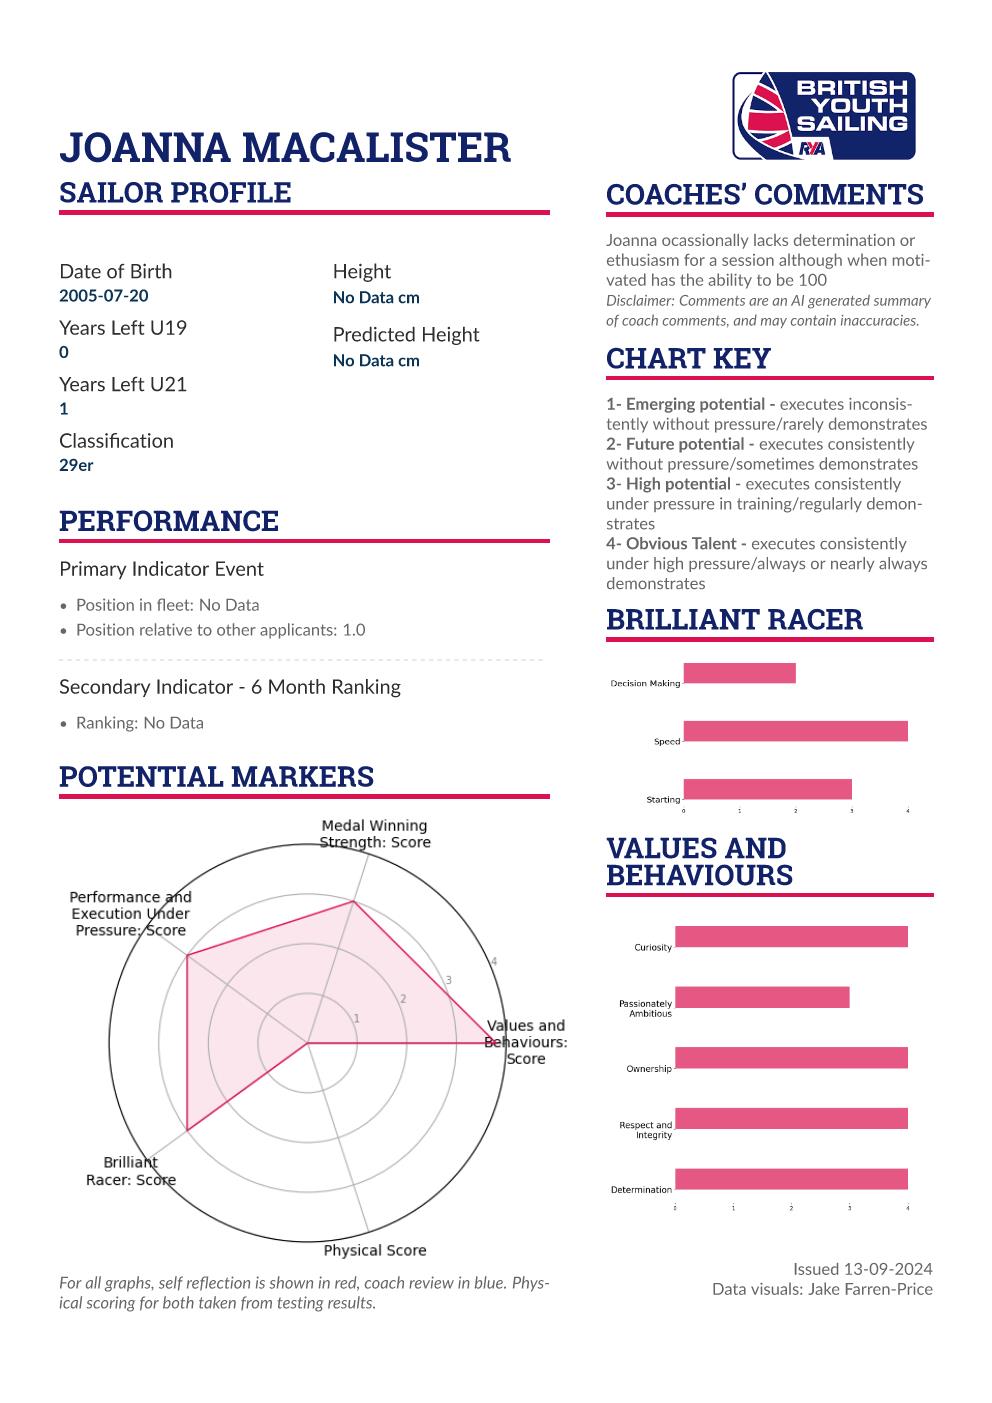 BRITISH
YOUTH
SAILING
RYA
JOANNA MACALISTER
SAILOR PROFILE
Date of Birth
2005-07-20
Years Left U19
0
Years Left U21
1
Classification
29er
Height
No Data cm
Predicted Height
No Data cm
PERFORMANCE
Primary Indicator Event
• Position in fleet: No Data
• Position relative to other applicants: 1.0
Secondary Indicator - 6 Month Ranking
• Ranking: No Data
POTENTIAL MARKERS
Medal Winning
Strength: Score
Performance and
Execution Under
Pressure: Score
4
3
2
1
Values and
Behaviours:
Score
Brilliant
Racer: Score
Physical Score
For all graphs, self reflection is shown in red, coach review in blue. Phys-
ical scoring for both taken from testing results.
COACHES’ COMMENTS
Joanna ocassionally lacks determination or
ethusiasm for a session although when moti-
vated has the ability to be 100
Disclaimer: Comments are an AI generated summary
of coach comments, and may contain inaccuracies.
CHART KEY
1- Emerging potential - executes inconsis-
tently without pressure/rarely demonstrates
2- Future potential - executes consistently
without pressure/sometimes demonstrates
3- High potential - executes consistently
under pressure in training/regularly demon-
strates
4- Obvious Talent - executes consistently
under high pressure/always or nearly always
demonstrates
BRILLIANT RACER
Decision Making
Speed
Starting
0 1 2 3 4
VALUES AND
BEHAVIOURS
Curiosity
Passionately
Ambitious
Ownership
Respect and
Integrity
Determination
0 1 2 3 4
Issued 13-09-2024
Data visuals: Jake Farren-Price